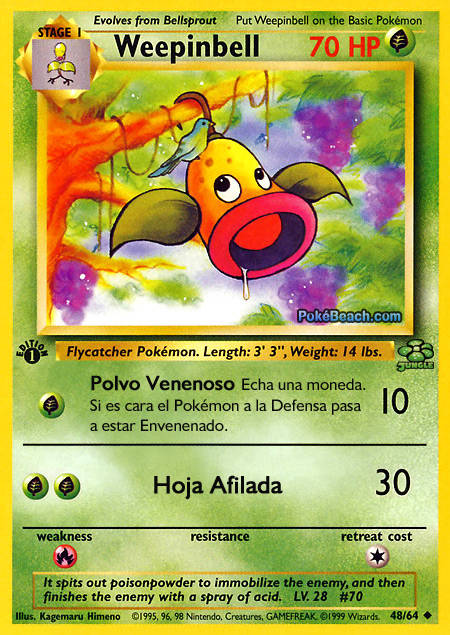 Evolves from Bellsprout Put Weepinbell on the Basic Pokémon
STAGE 1
Weepinbell 70 HP
PokéBeach.com
EDITION
1
Flycatcher Pokémon. Length: 3' 3", Weight: 14 lbs.
JUNGLE
Polvo Venenoso Echa una moneda.
Si es cara el Pokémon a la Defensa pasa
a estar Envenenado.
10
Hoja Afilada 30
weakness resistance retreat cost
It spits out poisonpowder to immobilize the enemy, and then
finishes the enemy with a spray of acid. LV. 28 #70
Illus. Kagemaru Himeno ©1995, 96, 98 Nintendo, Creatures, GAMEFREAK. ©1999 Wizards. 48/64